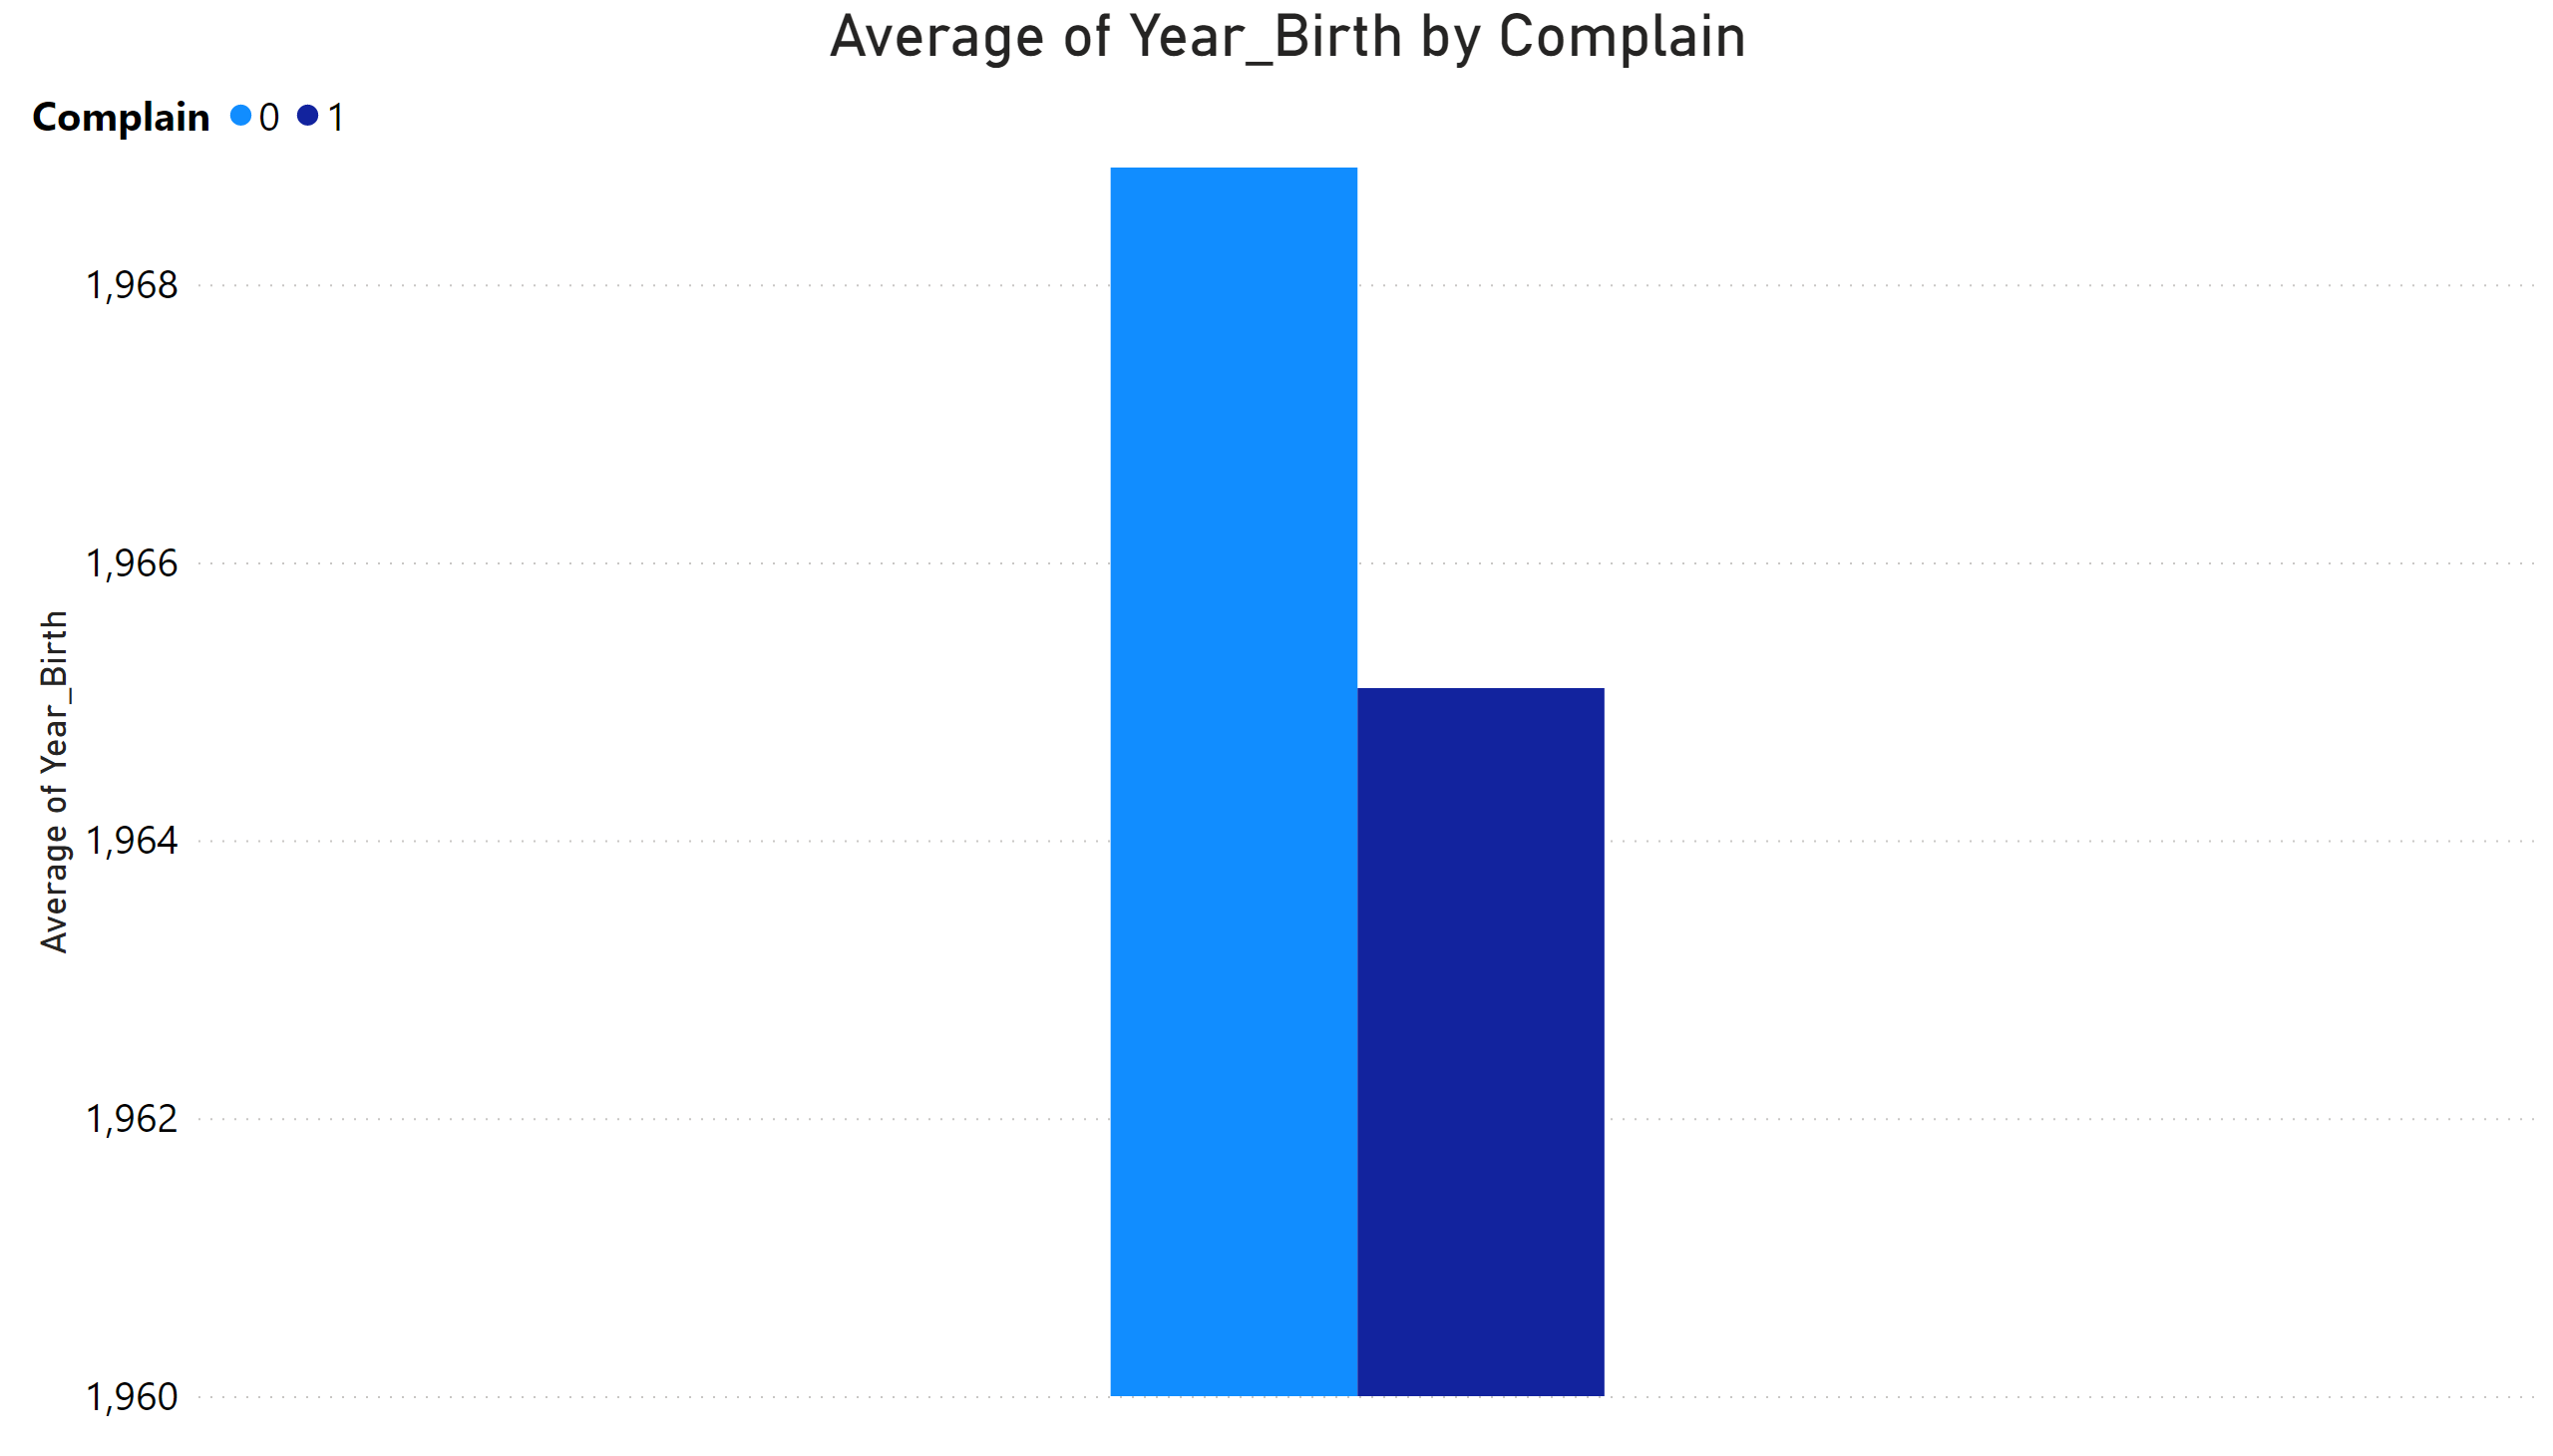 Average of Year_Birth by Complain
Complain 0 1
1,968
1,966
1,964
1,962
1,960
Average of Year_Birth